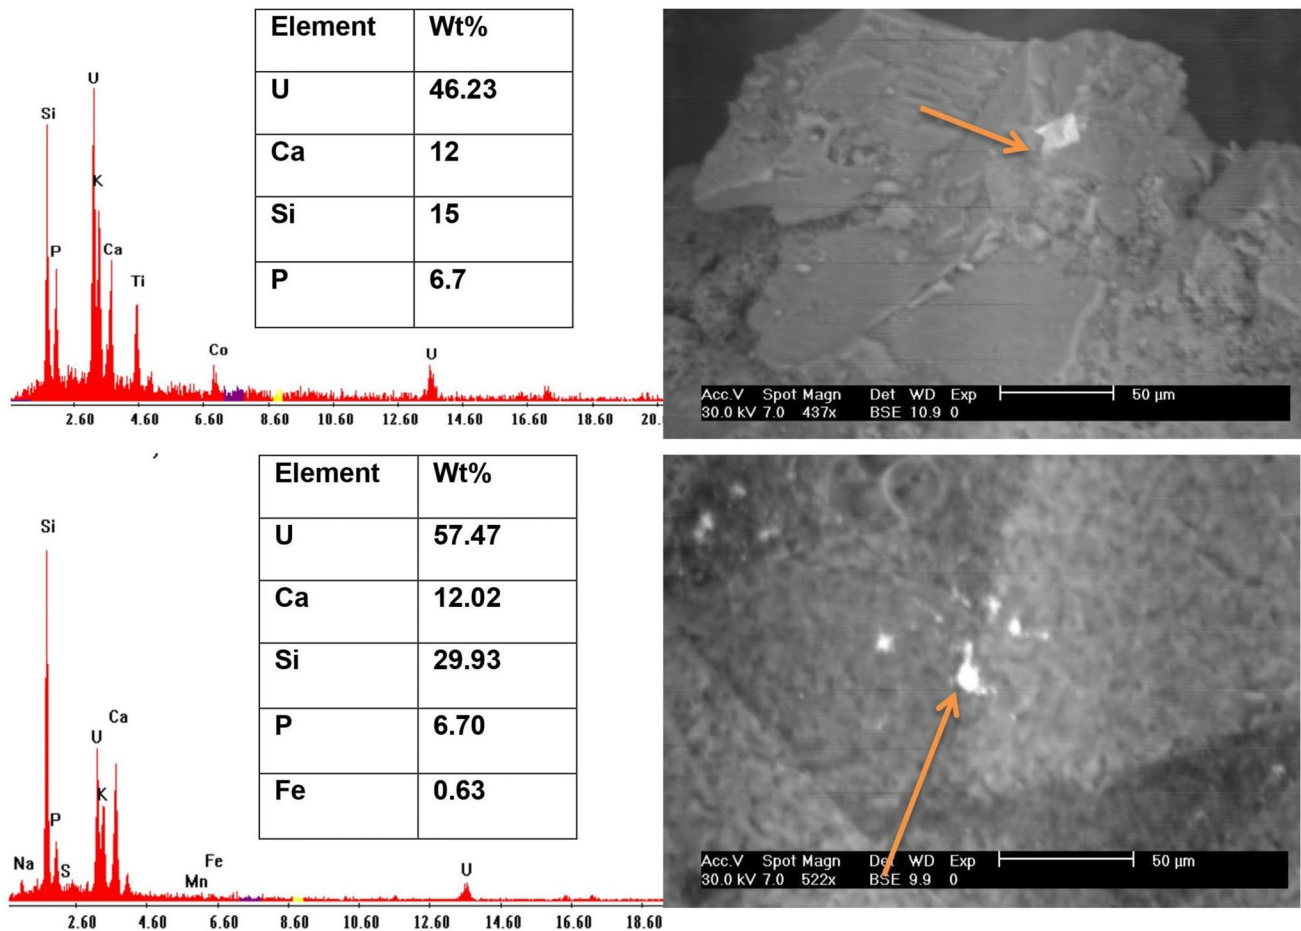 Element Wt%
U 46.23
Ca 12
Si 15
P 6.7
U
Si
K
P
Ca
Ti
Co
U
2.60 4.60 6.60 8.60 10.60 12.60 14.60 16.60 18.60 20.
Acc.V Spot Magn Det WD Exp
30.0 kV 7.0 437x BSE 10.9 0
50 µm
Element Wt%
U 57.47
Ca 12.02
Si 29.93
P 6.70
Fe 0.63
Si
Ca
U
K
P
Na
S
Fe
Mn
U
2.60 4.60 6.60 8.60 10.60 12.60 14.60 16.60 18.60
Acc.V Spot Magn Det WD Exp
30.0 kV 7.0 522x BSE 9.9 0
50 µm